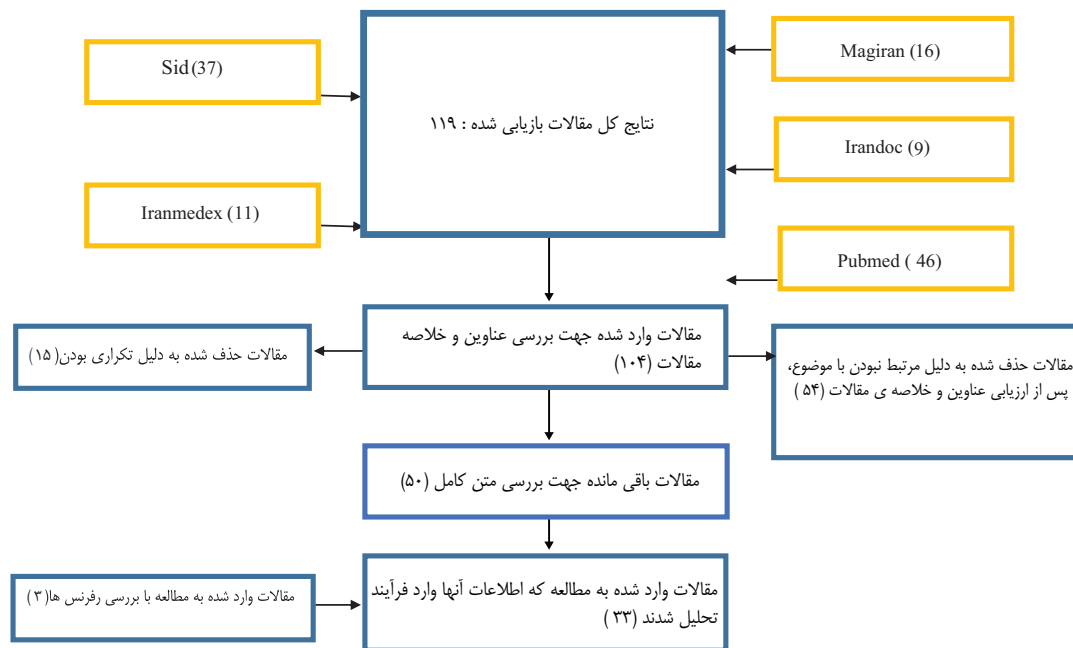 Sid (37)
Magiran (16)
نتایج کل مقالات بازیابی شده : ۱۱۹
Irandoc (9)
Iranmedex (11)
Pubmed ( 46)
مقالات وارد شده جهت بررسی عناوین و خلاصه
مقالات (۱۰۴)
مقالات حذف شده به دلیل تکراری بودن( ۱۵)
مقالات حذف شده به دلیل مرتبط نبودن با موضوع،
پس از ارزیابی عناوین و خلاصه ی مقالات (۵۴ )
مقالات باقی مانده جهت بررسی متن کامل (۵۰)
مقالات وارد شده به مطالعه که اطلاعات آنها وارد فرآیند
تحلیل شدند (۳۳ )
مقالات وارد شده به مطالعه با بررسی رفرنس ها(۳ )